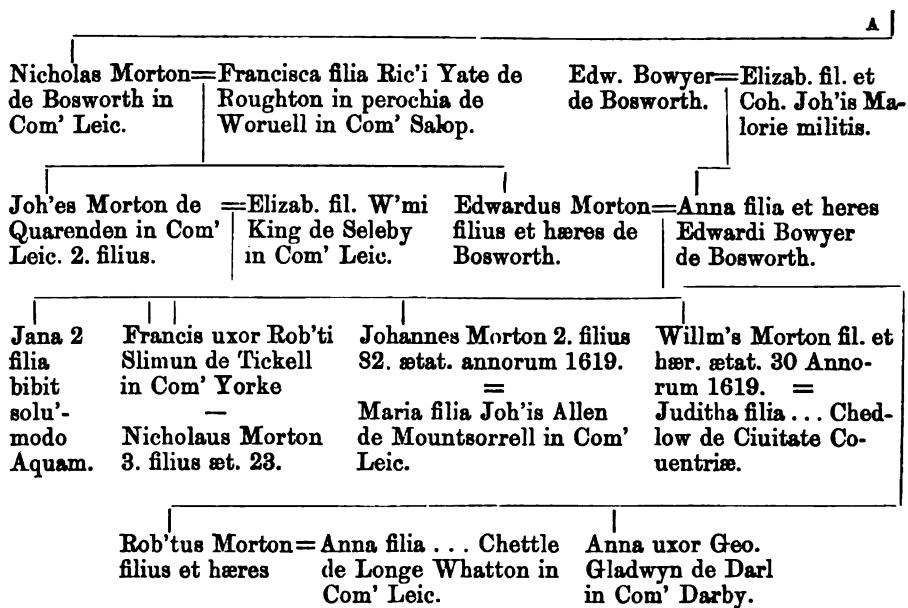 A
Nicholas Morton=Francisca filia Ric'i Yate de
de Bosworth in Roughton in perochia de
Com' Leic. Woruell in Com' Salop.
Edw. Bowyer=Elizab. fil. et
de Bosworth. Coh. Joh'is Ma-
lorie militis.
Joh'es Morton de =Elizab. fil. W'mi
Quarenden in Com' King de Seleby
Leic. 2. filius. in Com' Leic.
Edwardus Morton=Anna filia et heres
filius et hæres de Edwardi Bowyer
Bosworth. de Bosworth.
Jana 2
filia
bibit
solu'-
modo
Aquam.
Francis uxor Rob'ti
Slimun de Tickell
in Com' Yorke
—
Nicholaus Morton
3. filius æt. 23.
Johannes Morton 2. filius
82. ætat. annorum 1619.
=
Maria filia Joh'is Allen
de Mountsorrell in Com'
Leic.
Willm's Morton fil. et
hær. ætat. 30 Anno-
rum 1619. =
Juditha filia . . . Ched-
low de Ciuitate Co-
uentriæ.
Rob'tus Morton=Anna filia . . . Chettle
filius et hæres de Longe Whatton in
Com' Leic.
Anna uxor Geo.
Gladwyn de Darl
in Com' Darby.